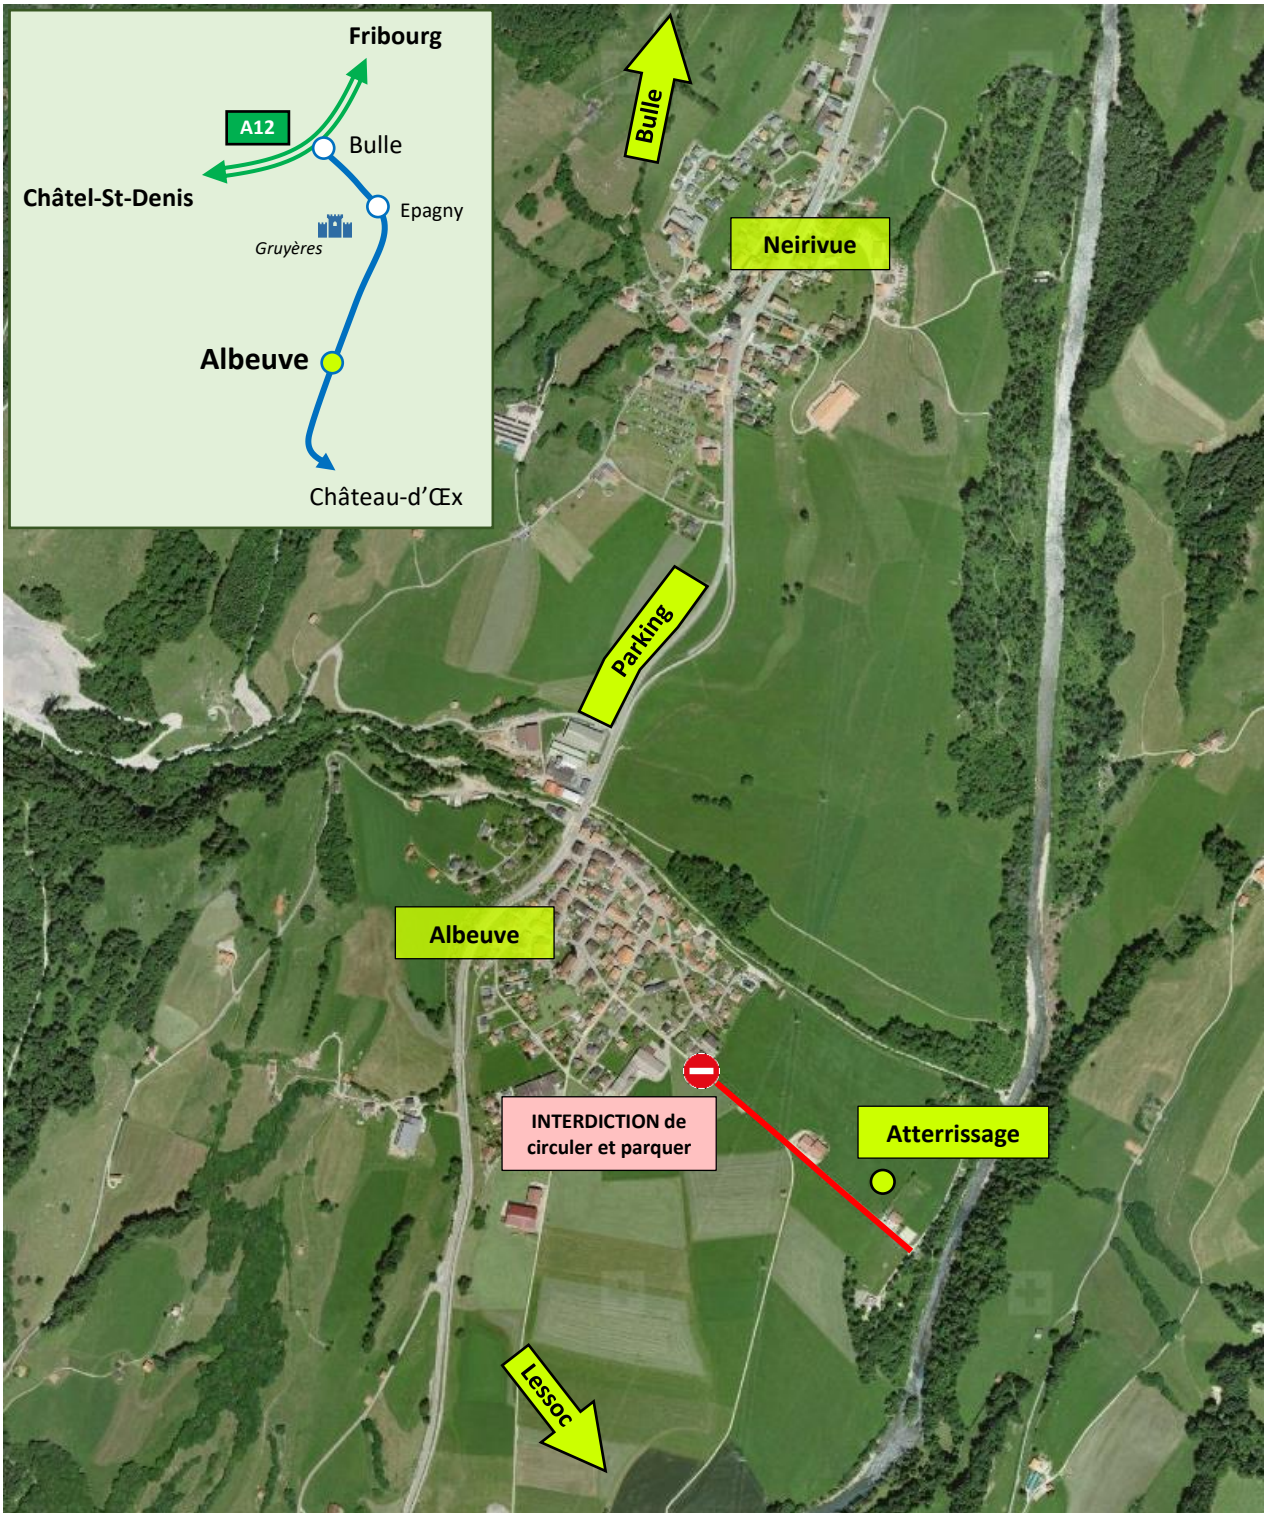 Fribourg
A12
Bulle
Châtel-St-Denis
Epagny
Gruyères
Albeuve
Château-d'Œx
Bulle
Neirivue
Parking
Albeuve
INTERDICTION de
circuler et parquer
Atterrissage
Lessoc